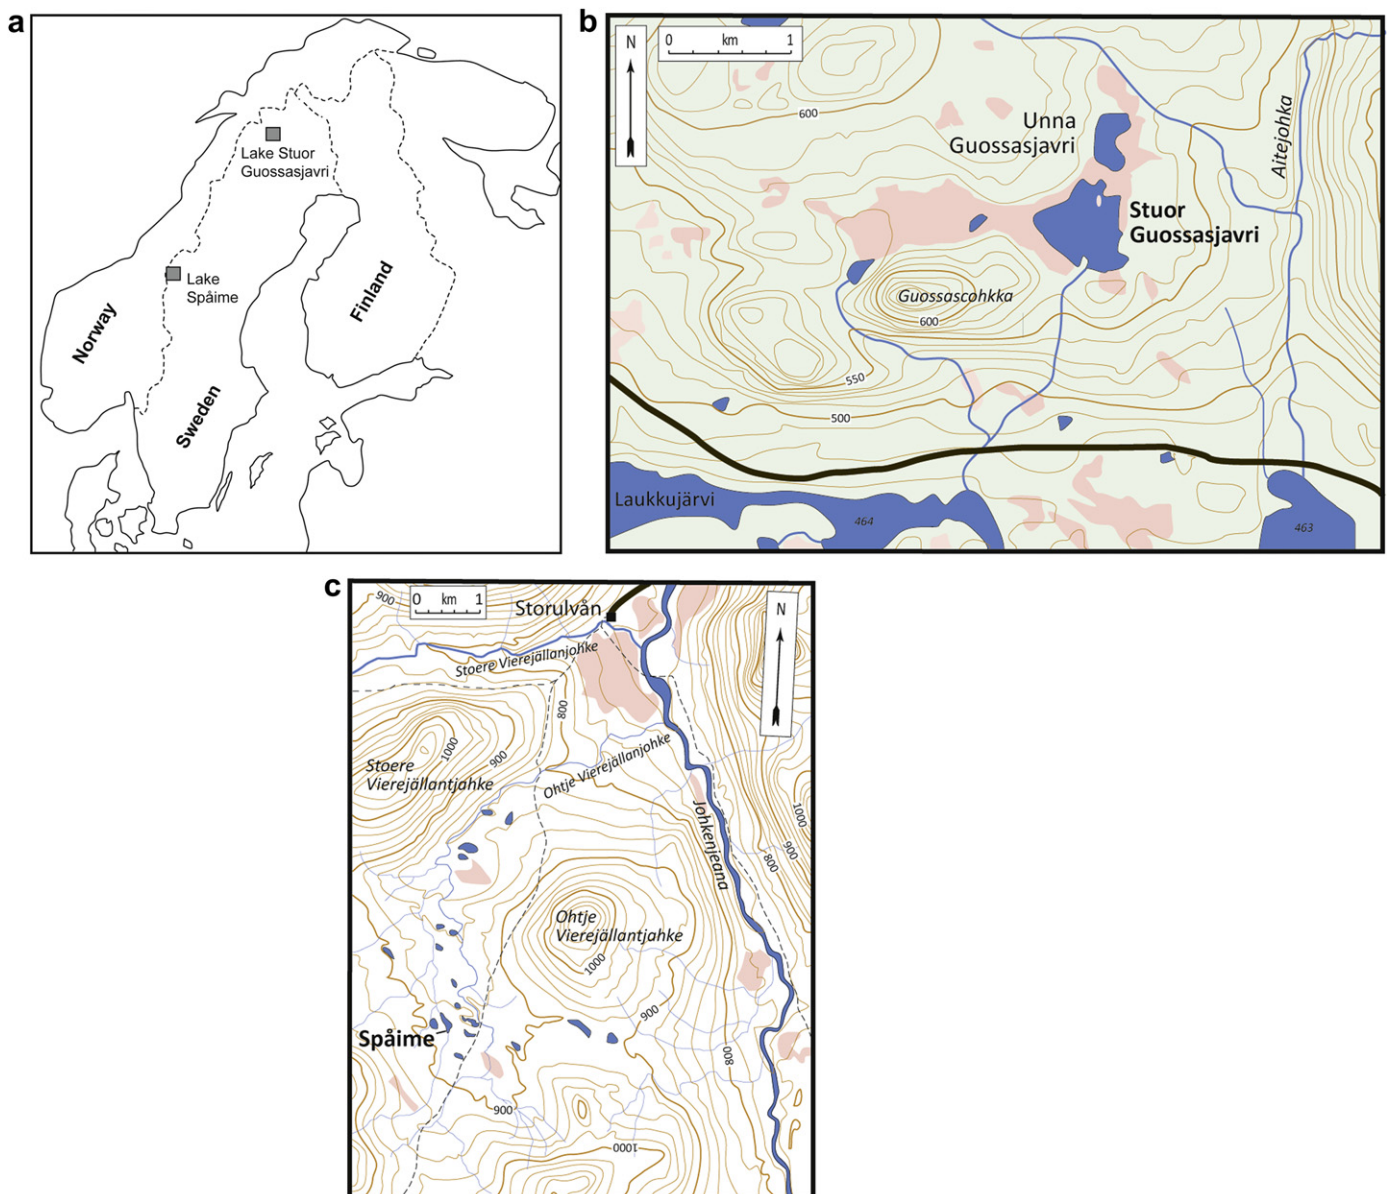 a
Lake Stuor
Guossasjavri
Lake
Spåime
Norway
Sweden
Finland
b
N
0 km 1
600
Unna
Guossasjavri
Aitejohka
Stuor
Guossasjavri
Guossascohkka
600
550
500
Laukkujärvi
464
463
c
900
0 km 1
Storulvån
N
Stoere Vierejällanjohke
800
1000
900
Stoere
Vierejällantjahke
Ohtje Vierejällanjohke
Johkenjeana
1000
900
800
Ohtje
Vierejällantjahke
1000
900
Spåime
800
900
1000